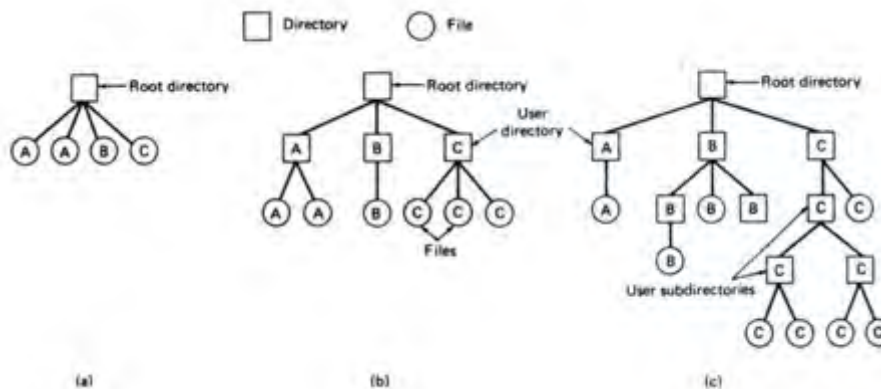 Directory File
Root directory
A A B C
(a)
Root directory
User
directory
A B C
A A B C C C
Files
(b)
Root directory
A B C
A B B B C C
B
User subdirectories
C C
C C C C
(c)